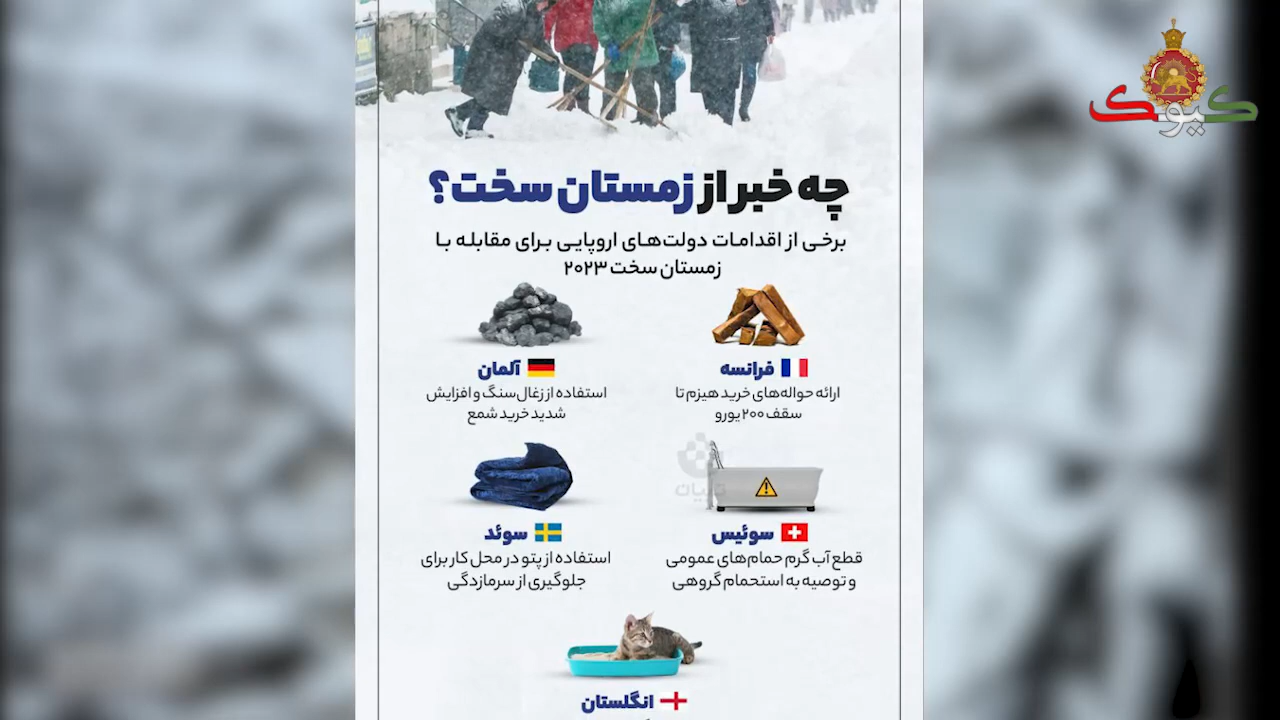 کیوک
چه خبر از زمستان سخت؟
برخی از اقدامات دولت‌های اروپایی برای مقابله با
زمستان سخت ۲۰۲۳
فرانسه
ارائه حواله‌های خرید هیزم تا
سقف ۲۰۰ یورو
آلمان
استفاده از زغال‌سنگ و افزایش
شدید خرید شمع
سوئیس
قطع آب گرم حمام‌های عمومی
و توصیه به استحمام گروهی
سوئد
استفاده از پتو در محل کار برای
جلوگیری از سرمازدگی
انگلستان